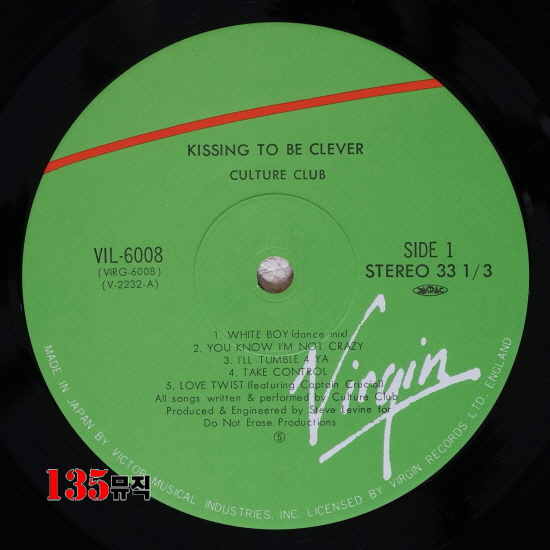 KISSING TO BE CLEVER
CULTURE CLUB
VIL-6008
(VIRG-6008)
(V-2232-A)
SIDE 1
STEREO 33 1/3
JASRAC
1. WHITE BOY (dance mix)
2. YOU KNOW I'M NOT CRAZY
3. I'LL TUMBLE 4 YA
4. TAKE CONTROL
5. LOVE TWIST (featuring Captain Crucial)
All songs written & performed by Culture Club
Produced & Engineered by Steve Levine for
Do Not Erase Productions
Ⓢ
Virgin
MADE IN JAPAN BY VICTOR MUSICAL INDUSTRIES, INC. LICENSED BY VIRGIN RECORDS LTD., ENGLAND
135뮤직